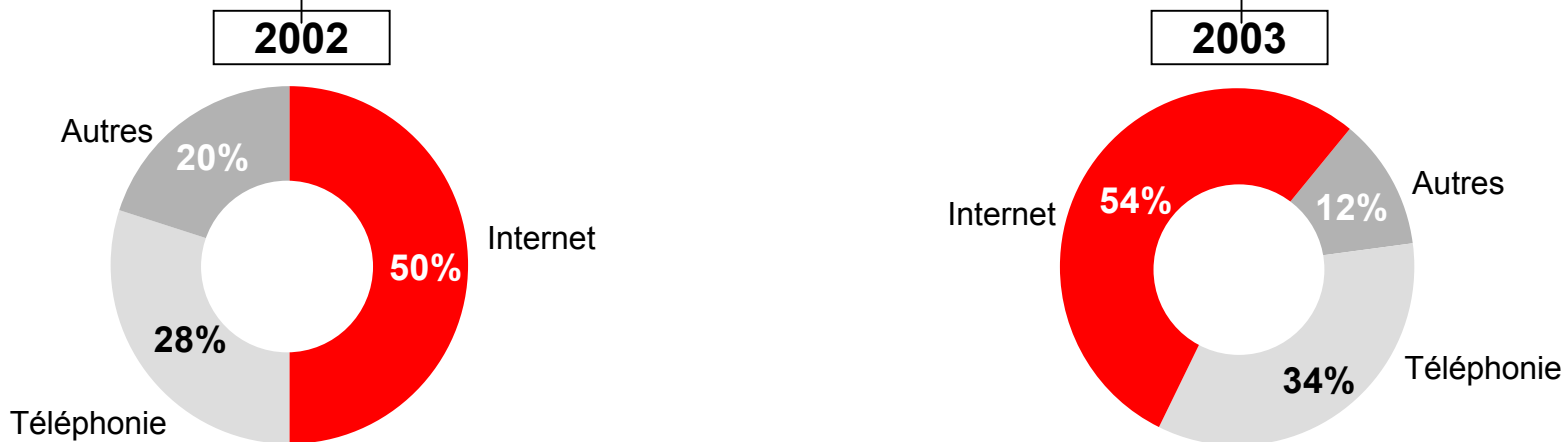 2002
Autres
20%
Internet
50%
28%
Téléphonie
2003
Internet
54%
Autres
12%
Téléphonie
34%